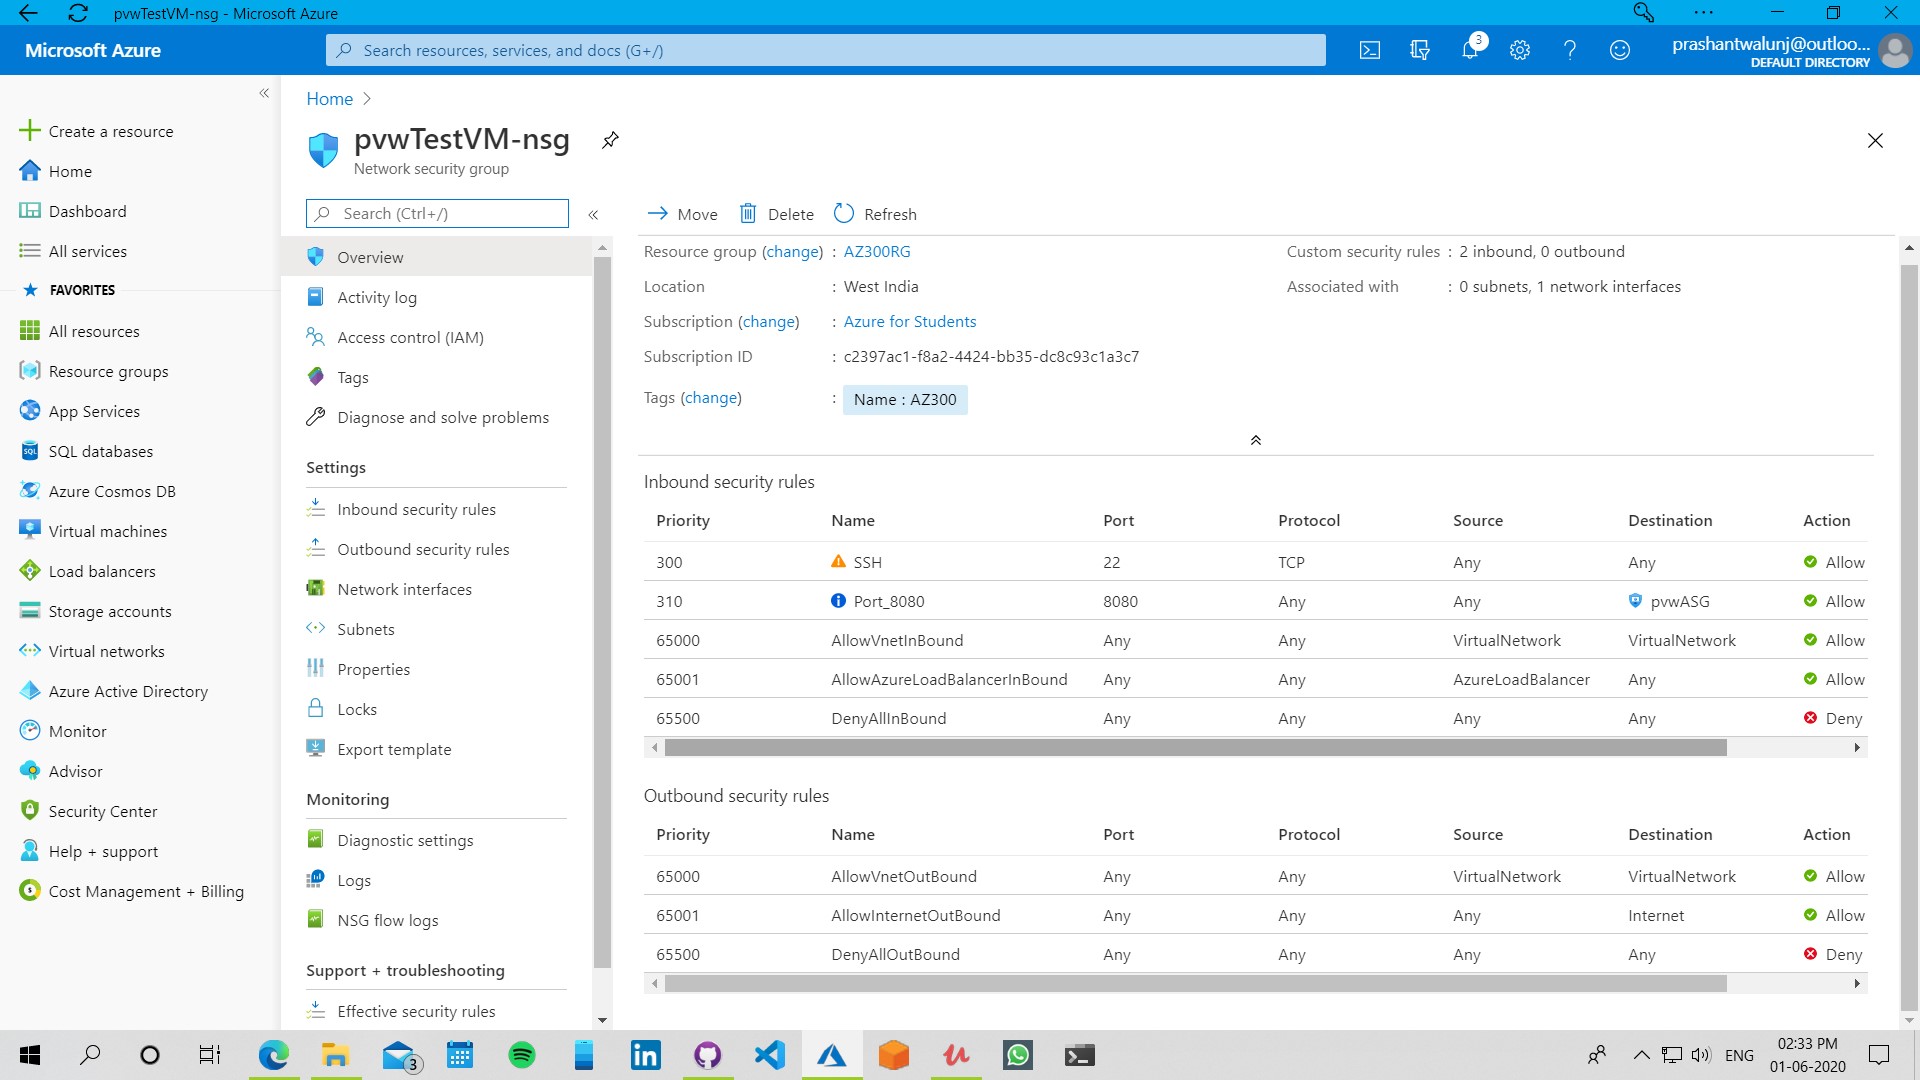 pvwTestVM-nsg - Microsoft Azure
Microsoft Azure
Search resources, services, and docs (G+/)
3
prashantwalunj@outloo...
DEFAULT DIRECTORY
Create a resource
Home
Dashboard
All services
FAVORITES
All resources
Resource groups
App Services
SQL databases
Azure Cosmos DB
Virtual machines
Load balancers
Storage accounts
Virtual networks
Azure Active Directory
Monitor
Advisor
Security Center
Help + support
Cost Management + Billing
Home
pvwTestVM-nsg
Network security group
Search (Ctrl+/)
Overview
Activity log
Access control (IAM)
Tags
Diagnose and solve problems
Settings
Inbound security rules
Outbound security rules
Network interfaces
Subnets
Properties
Locks
Export template
Monitoring
Diagnostic settings
Logs
NSG flow logs
Support + troubleshooting
Effective security rules
Move Delete Refresh
Resource group (change) : AZ300RG
Location : West India
Subscription (change) : Azure for Students
Subscription ID : c2397ac1-f8a2-4424-bb35-dc8c93c1a3c7
Tags (change) : Name : AZ300
Custom security rules : 2 inbound, 0 outbound
Associated with : 0 subnets, 1 network interfaces
Inbound security rules
Priority Name Port Protocol Source Destination Action
300 SSH 22 TCP Any Any Allow
310 Port_8080 8080 Any Any pvwASG Allow
65000 AllowVnetInBound Any Any VirtualNetwork VirtualNetwork Allow
65001 AllowAzureLoadBalancerInBound Any Any AzureLoadBalancer Any Allow
65500 DenyAllInBound Any Any Any Any Deny
Outbound security rules
Priority Name Port Protocol Source Destination Action
65000 AllowVnetOutBound Any Any VirtualNetwork VirtualNetwork Allow
65001 AllowInternetOutBound Any Any Any Internet Allow
65500 DenyAllOutBound Any Any Any Any Deny
3
ENG
02:33 PM
01-06-2020